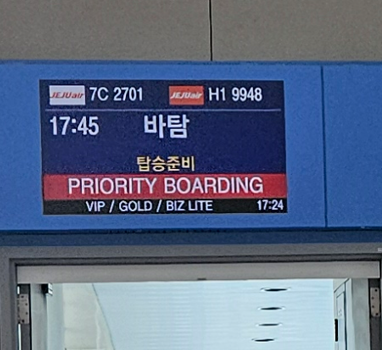 JEJUair 7C 2701 JEJUair H1 9948
17:45 바탐
탑승준비
PRIORITY BOARDING
VIP / GOLD / BIZ LITE 17:24